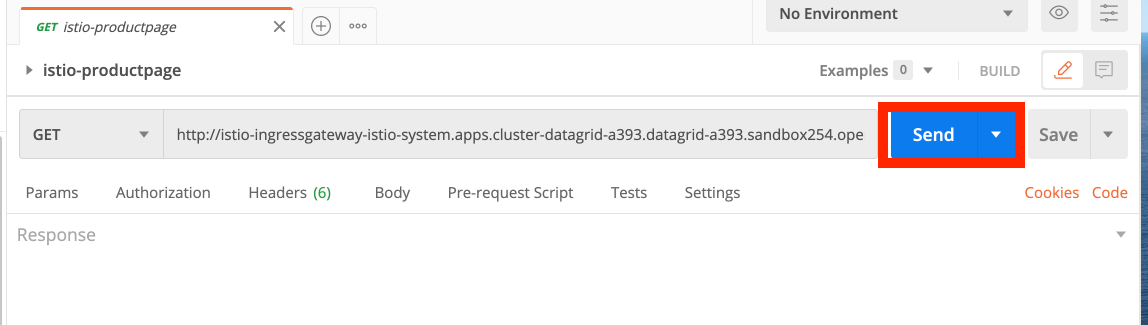 GET istio-productpage
No Environment
istio-productpage
Examples 0
BUILD
GET
http://istio-ingressgateway-istio-system.apps.cluster-datagrid-a393.datagrid-a393.sandbox254.ope
Send
Save
Params Authorization Headers (6) Body Pre-request Script Tests Settings Cookies Code
Response